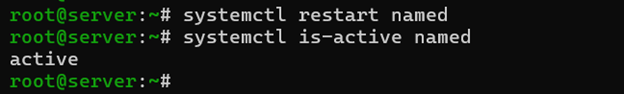 root@server:~# systemctl restart named
root@server:~# systemctl is-active named
active
root@server:~#